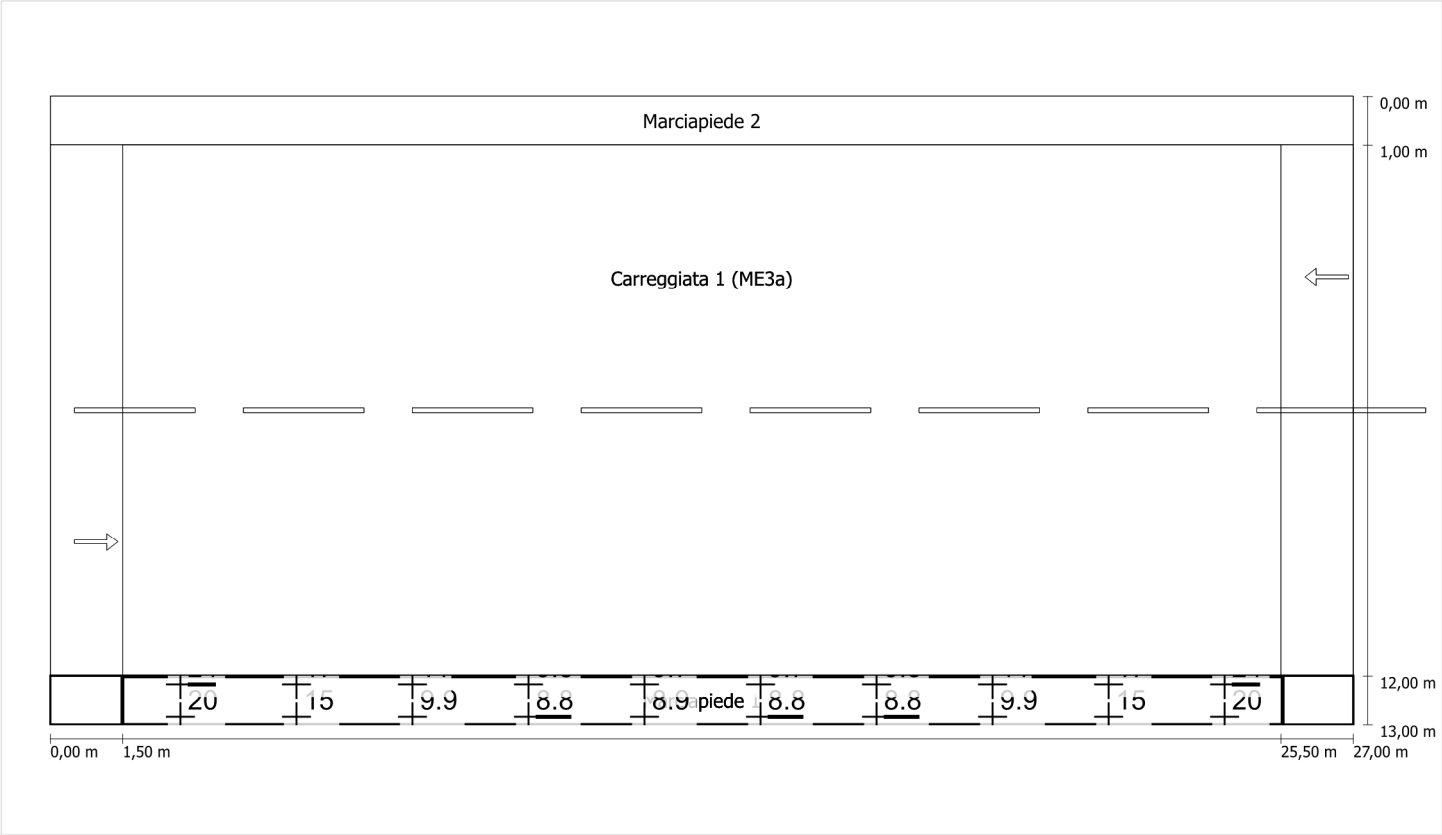 Marciapiede 2
0,00 m
1,00 m
Carreggiata 1 (ME3a)
20 15 9.9 8.8 8.9 piede 8.8 8.8 9.9 15 20
12,00 m
13,00 m
0,00 m 1,50 m 25,50 m 27,00 m